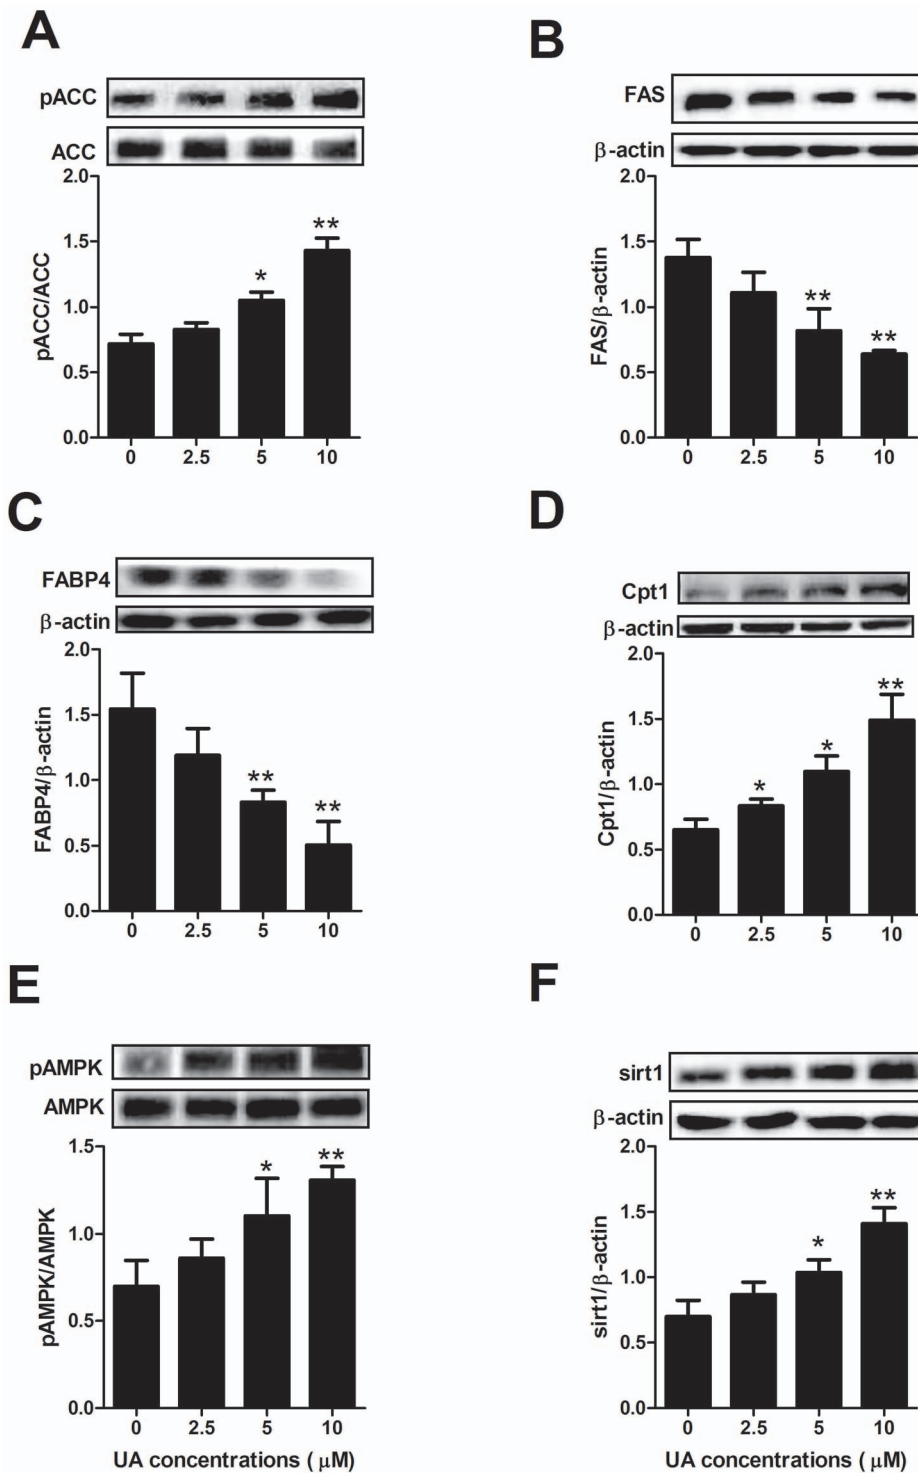 A
pACC
ACC
2.0
1.5
1.0
0.5
0.0
pACC/ACC
*
**
0 2.5 5 10
B
FAS
β-actin
2.0
1.5
1.0
0.5
0.0
FAS/β-actin
**
**
0 2.5 5 10
C
FABP4
β-actin
2.0
1.5
1.0
0.5
0.0
FABP4/β-actin
**
**
0 2.5 5 10
D
Cpt1
β-actin
2.0
1.5
1.0
0.5
0.0
Cpt1/β-actin
*
*
**
0 2.5 5 10
E
pAMPK
AMPK
1.5
1.0
0.5
0.0
pAMPK/AMPK
*
**
0 2.5 5 10
UA concentrations ( μM)
F
sirt1
β-actin
2.0
1.5
1.0
0.5
0.0
sirt1/β-actin
*
**
0 2.5 5 10
UA concentrations ( μM)